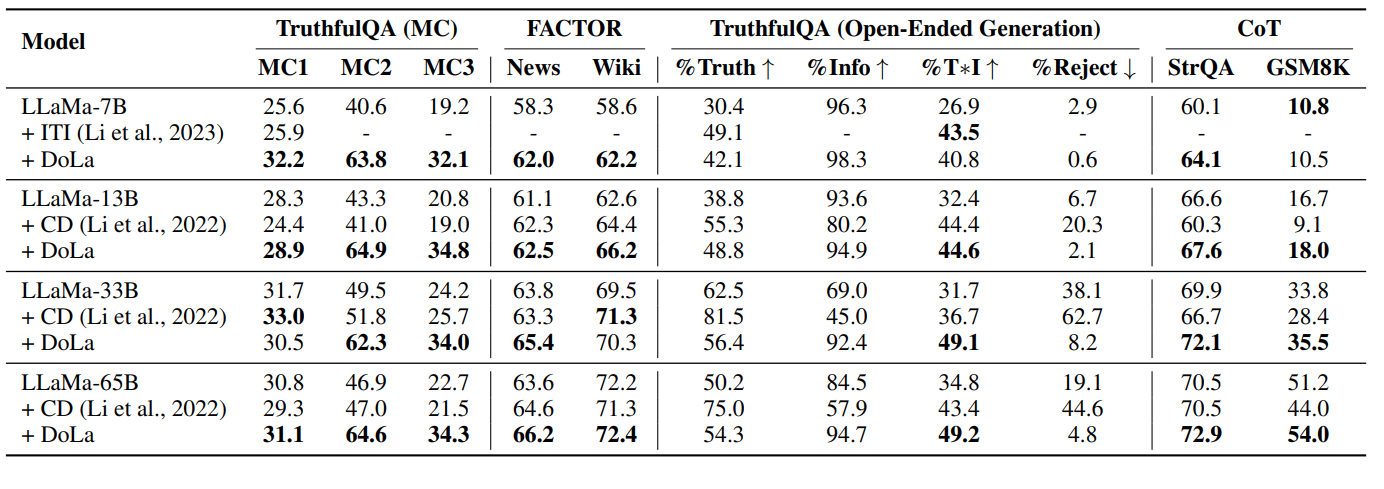 Model TruthfulQA (MC) FACTOR TruthfulQA (Open-Ended Generation) CoT
MC1 MC2 MC3 News Wiki %Truth ↑ %Info ↑ %T∗I ↑ %Reject ↓ StrQA GSM8K
LLaMa-7B 25.6 40.6 19.2 58.3 58.6 30.4 96.3 26.9 2.9 60.1 10.8
+ ITI (Li et al., 2023) 25.9 - - - - 49.1 - 43.5 - - -
+ DoLa 32.2 63.8 32.1 62.0 62.2 42.1 98.3 40.8 0.6 64.1 10.5
LLaMa-13B 28.3 43.3 20.8 61.1 62.6 38.8 93.6 32.4 6.7 66.6 16.7
+ CD (Li et al., 2022) 24.4 41.0 19.0 62.3 64.4 55.3 80.2 44.4 20.3 60.3 9.1
+ DoLa 28.9 64.9 34.8 62.5 66.2 48.8 94.9 44.6 2.1 67.6 18.0
LLaMa-33B 31.7 49.5 24.2 63.8 69.5 62.5 69.0 31.7 38.1 69.9 33.8
+ CD (Li et al., 2022) 33.0 51.8 25.7 63.3 71.3 81.5 45.0 36.7 62.7 66.7 28.4
+ DoLa 30.5 62.3 34.0 65.4 70.3 56.4 92.4 49.1 8.2 72.1 35.5
LLaMa-65B 30.8 46.9 22.7 63.6 72.2 50.2 84.5 34.8 19.1 70.5 51.2
+ CD (Li et al., 2022) 29.3 47.0 21.5 64.6 71.3 75.0 57.9 43.4 44.6 70.5 44.0
+ DoLa 31.1 64.6 34.3 66.2 72.4 54.3 94.7 49.2 4.8 72.9 54.0